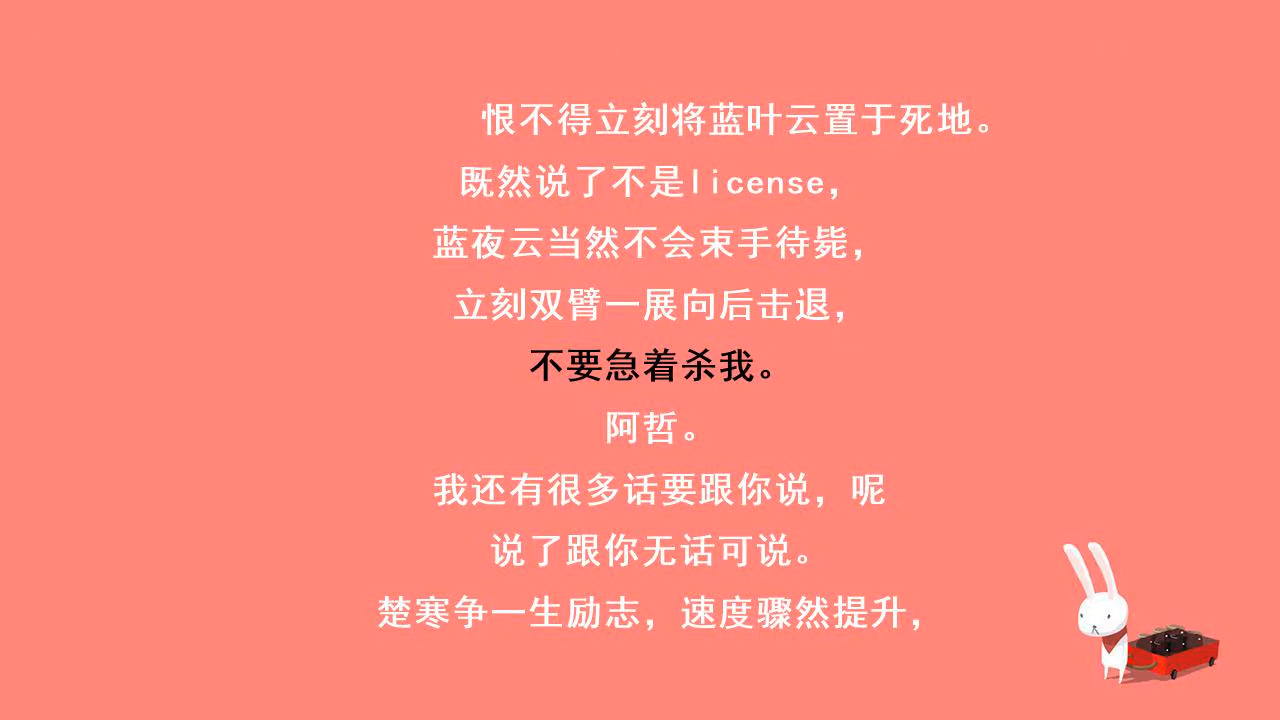 恨不得立刻将蓝叶云置于死地。
既然说了不是license，
蓝夜云当然不会束手待毙，
立刻双臂一展向后击退，
不要急着杀我。
阿哲。
我还有很多话要跟你说，呢
说了跟你无话可说。
楚寒争一生励志，速度骤然提升，